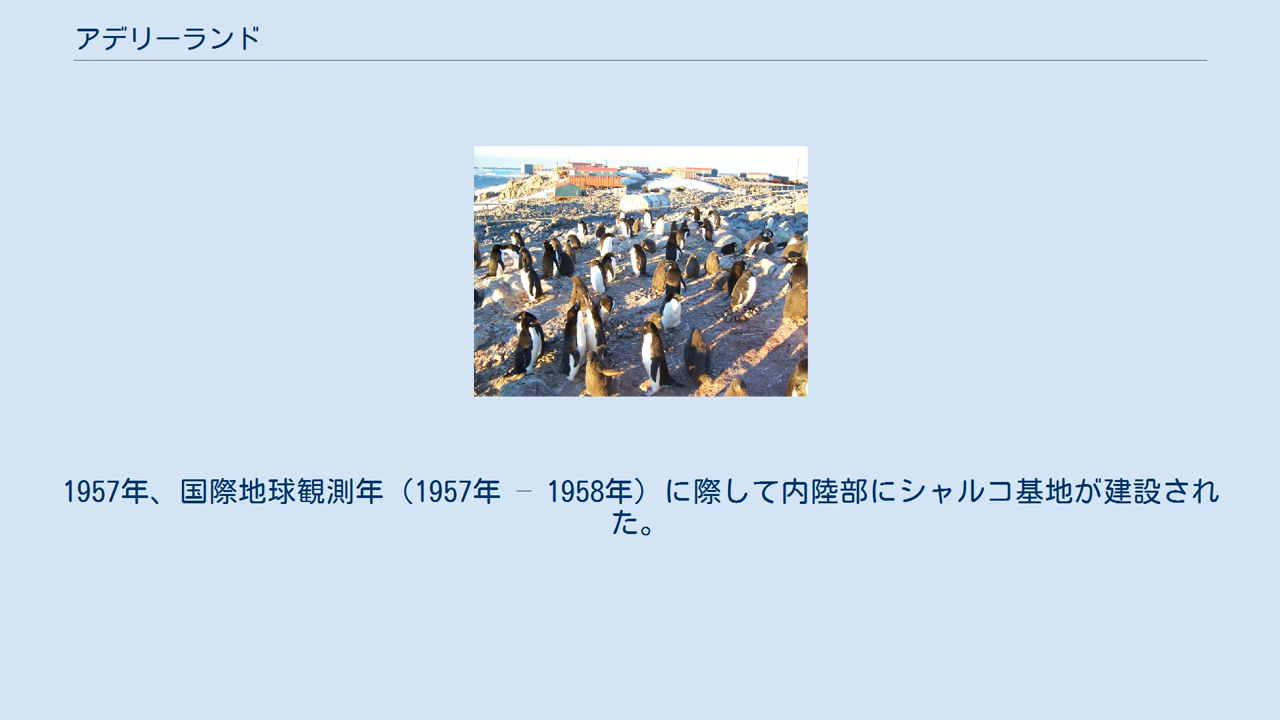 アデリーランド
1957年、国際地球観測年（1957年 – 1958年）に際して内陸部にシャルコ基地が建設され
た。